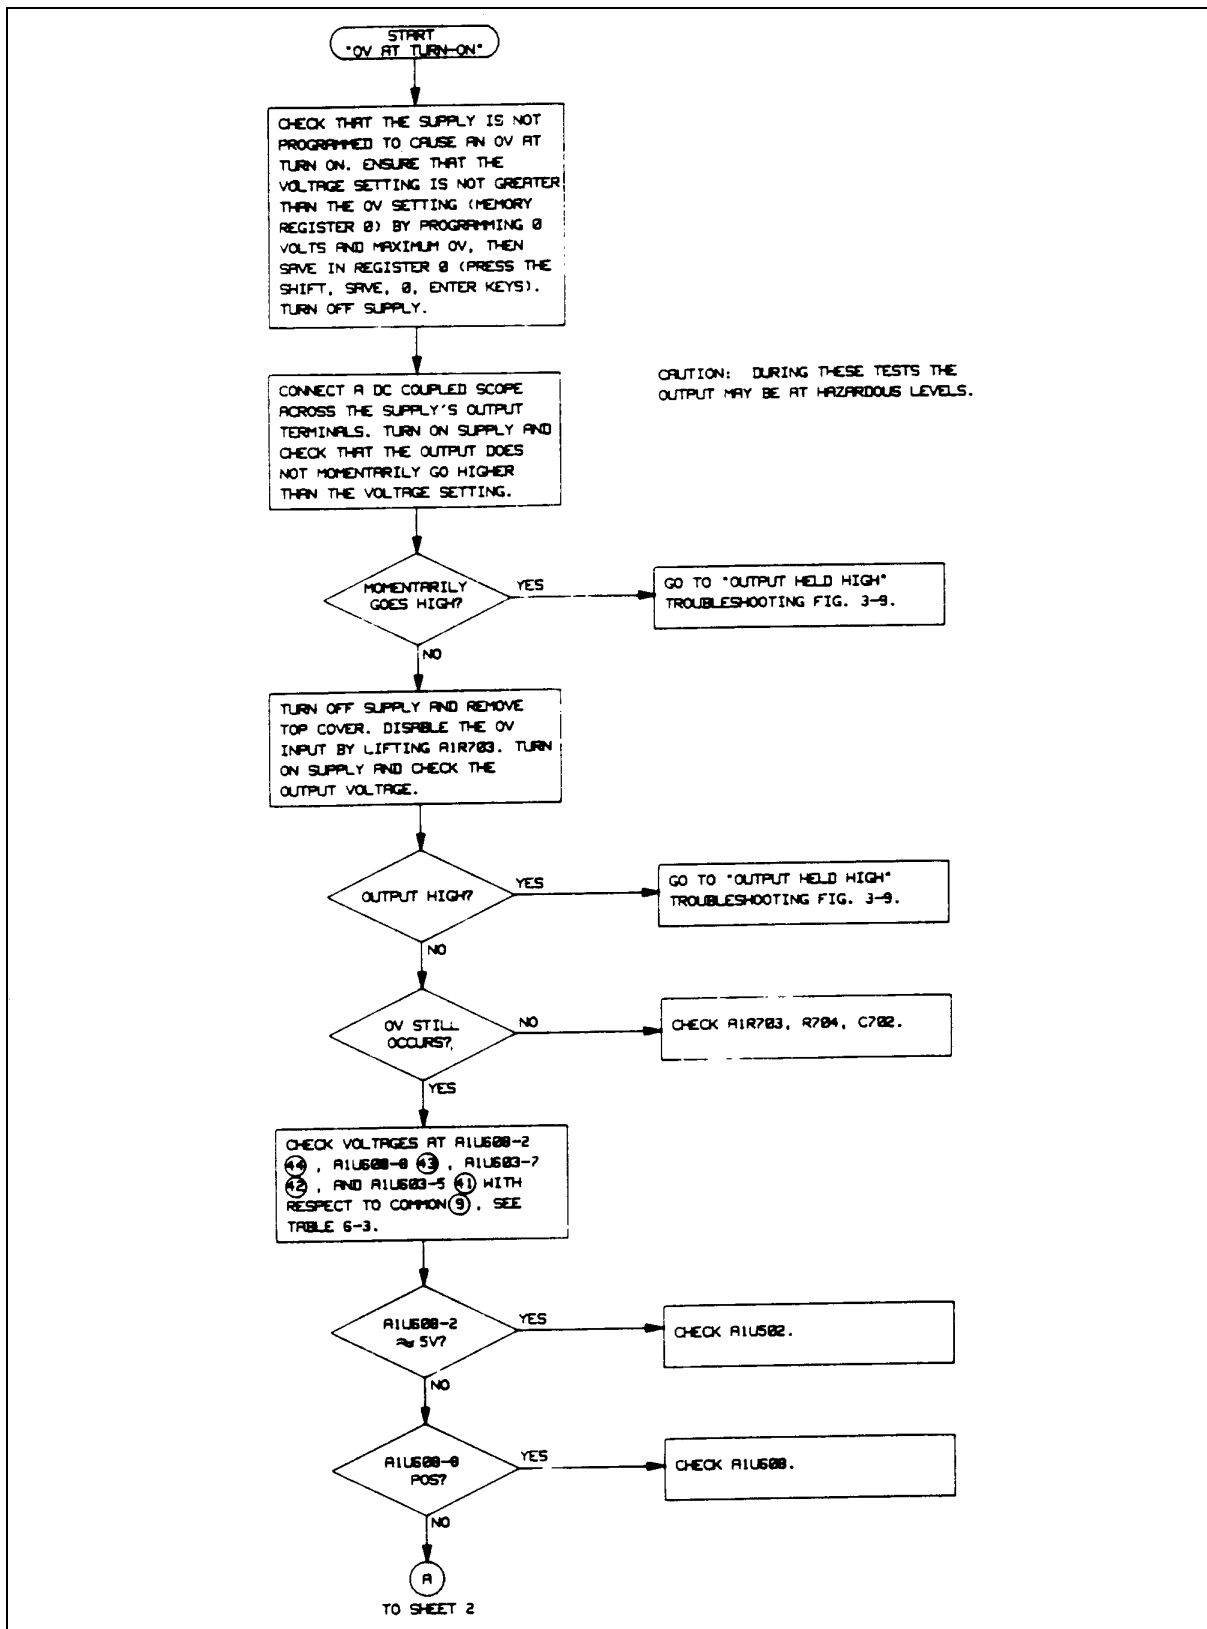 START
"OV AT TURN-ON"
CHECK THAT THE SUPPLY IS NOT
PROGRAMMED TO CAUSE AN OV AT
TURN ON. ENSURE THAT THE
VOLTAGE SETTING IS NOT GREATER
THAN THE OV SETTING (MEMORY
REGISTER 0) BY PROGRAMMING 0
VOLTS AND MAXIMUM OV, THEN
SAVE IN REGISTER 0 (PRESS THE
SHIFT, SAVE, 0, ENTER KEYS).
TURN OFF SUPPLY.
CONNECT A DC COUPLED SCOPE
ACROSS THE SUPPLY'S OUTPUT
TERMINALS. TURN ON SUPPLY AND
CHECK THAT THE OUTPUT DOES
NOT MOMENTARILY GO HIGHER
THAN THE VOLTAGE SETTING.
CAUTION: DURING THESE TESTS THE
OUTPUT MAY BE AT HAZARDOUS LEVELS.
MOMENTARILY
GOES HIGH?
YES
GO TO "OUTPUT HELD HIGH"
TROUBLESHOOTING FIG. 3-9.
NO
TURN OFF SUPPLY AND REMOVE
TOP COVER. DISABLE THE OV
INPUT BY LIFTING A1R703. TURN
ON SUPPLY AND CHECK THE
OUTPUT VOLTAGE.
OUTPUT HIGH?
YES
GO TO "OUTPUT HELD HIGH"
TROUBLESHOOTING FIG. 3-9.
NO
OV STILL
OCCURS?
NO
CHECK A1R703, R704, C702.
YES
CHECK VOLTAGES AT A1U608-2
44, A1U608-8 43, A1U603-7
42, AND A1U603-5 41 WITH
RESPECT TO COMMON 9, SEE
TABLE 6-3.
A1U608-2
≈ 5V?
YES
CHECK A1U502.
NO
A1U608-8
POS?
YES
CHECK A1U608.
NO
A
TO SHEET 2